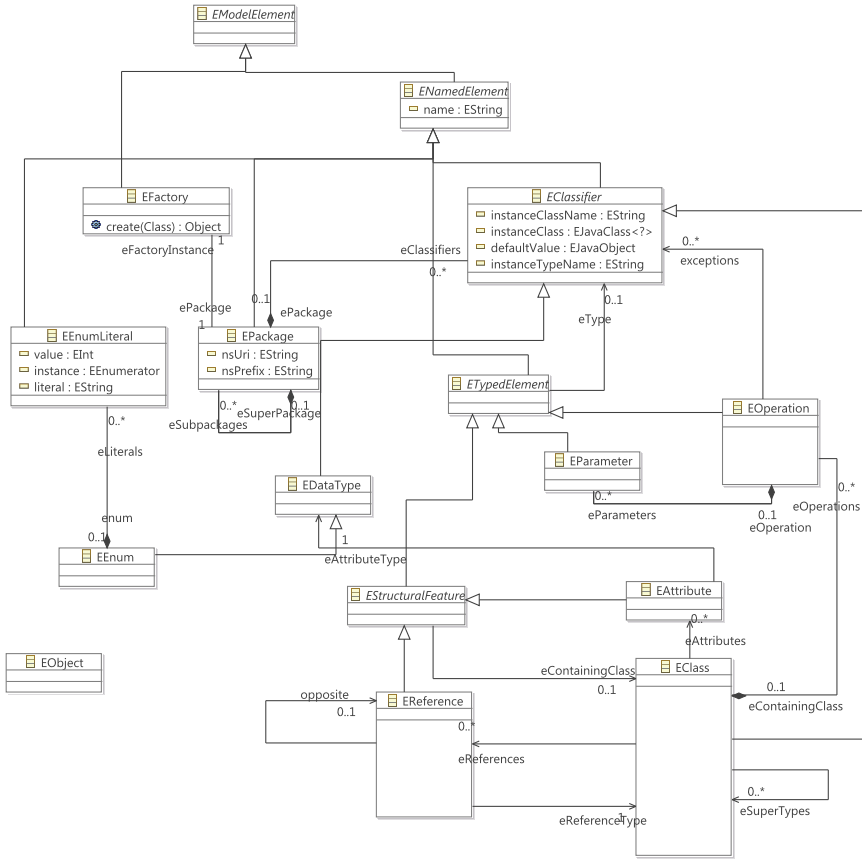 EModelElement
ENamedElement
name : EString
EFactory
create(Class) : Object
EClassifier
instanceClassName : EString
instanceClass : EJavaClass<?>
defaultValue : EJavaObject
instanceTypeName : EString
1
eFactoryInstance
eClassifiers
0..*
0..*
exceptions
0..1
ePackage
ePackage
1
0..1
eType
EEnumLiteral
value : EInt
instance : EEnumerator
literal : EString
EPackage
nsUri : EString
nsPrefix : EString
ETypedElement
0..*
0..1
eSuperPackage
eSubpackages
EOperation
0..*
eLiterals
EParameter
EDataType
0..*
eParameters
0..1
eOperation
0..*
eOperations
enum
0..1
1
eAttributeType
EEnum
EStructuralFeature
EAttribute
0..*
eAttributes
EObject
eContainingClass
0..1
EClass
opposite
0..1
EReference
0..1
eContainingClass
0..*
eReferences
0..*
eSuperTypes
eReferenceType
1